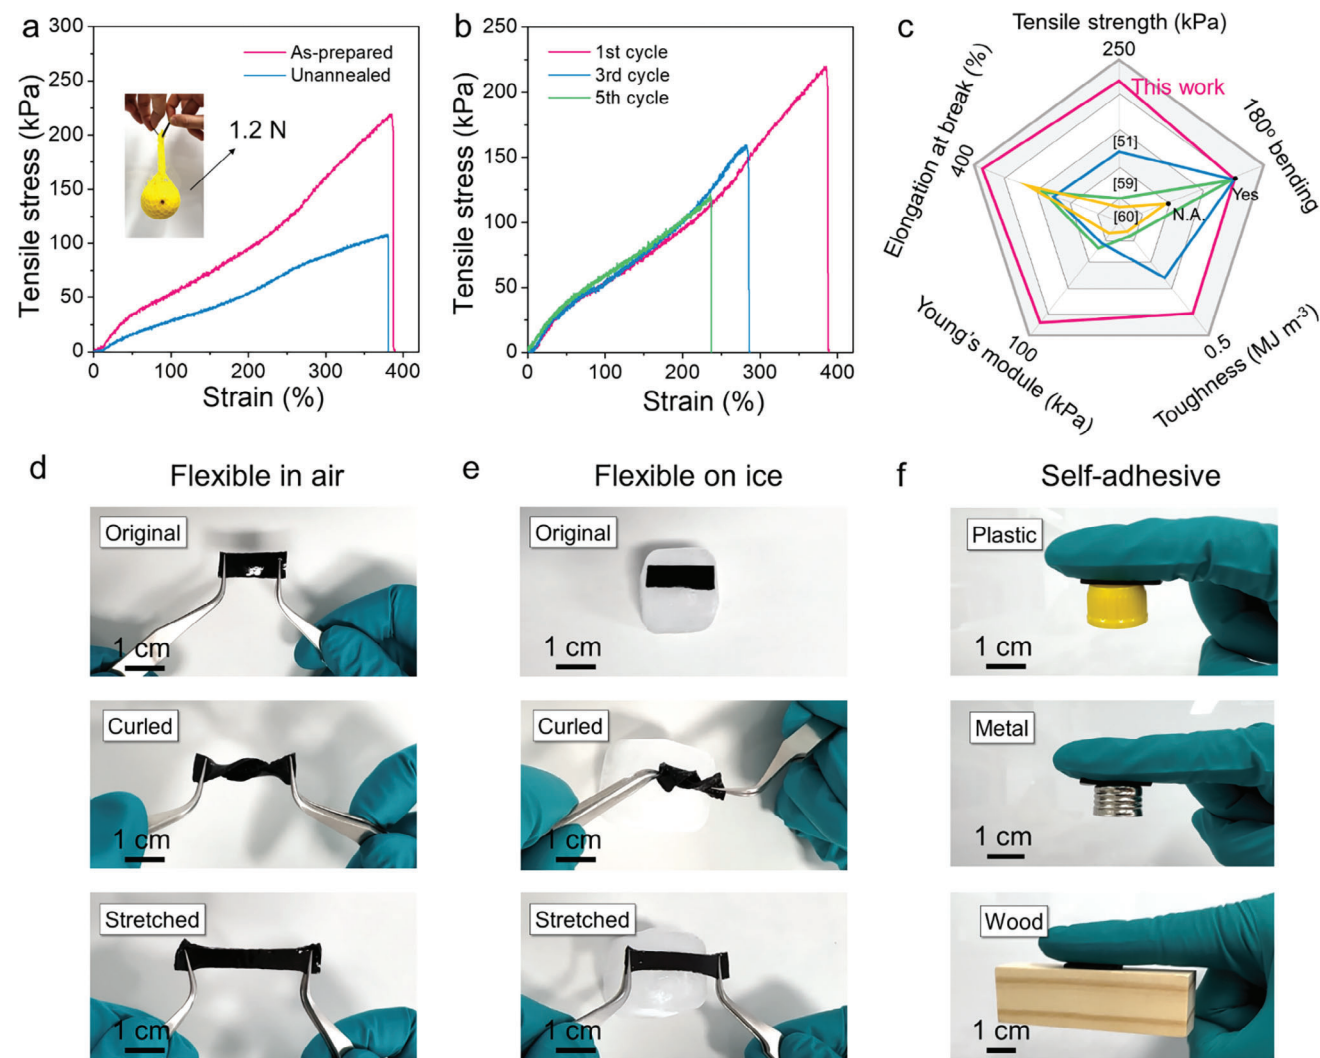 a
300
250
200
150
100
50
0
Tensile stress (kPa)
As-prepared
Unannealed
1.2 N
0
100
200
300
400
Strain (%)
b
250
200
150
100
50
0
Tensile stress (kPa)
1st cycle
3rd cycle
5th cycle
0
100
200
300
400
Strain (%)
c
Tensile strength (kPa)
250
This work
180º bending
Yes
N.A.
[51]
[59]
[60]
Elongation at break (%)
400
Young's module (kPa)
100
Toughness (MJ m⁻³)
0.5
d
Flexible in air
Original
1 cm
Curled
1 cm
Stretched
1 cm
e
Flexible on ice
Original
1 cm
Curled
1 cm
Stretched
1 cm
f
Self-adhesive
Plastic
1 cm
Metal
1 cm
Wood
1 cm